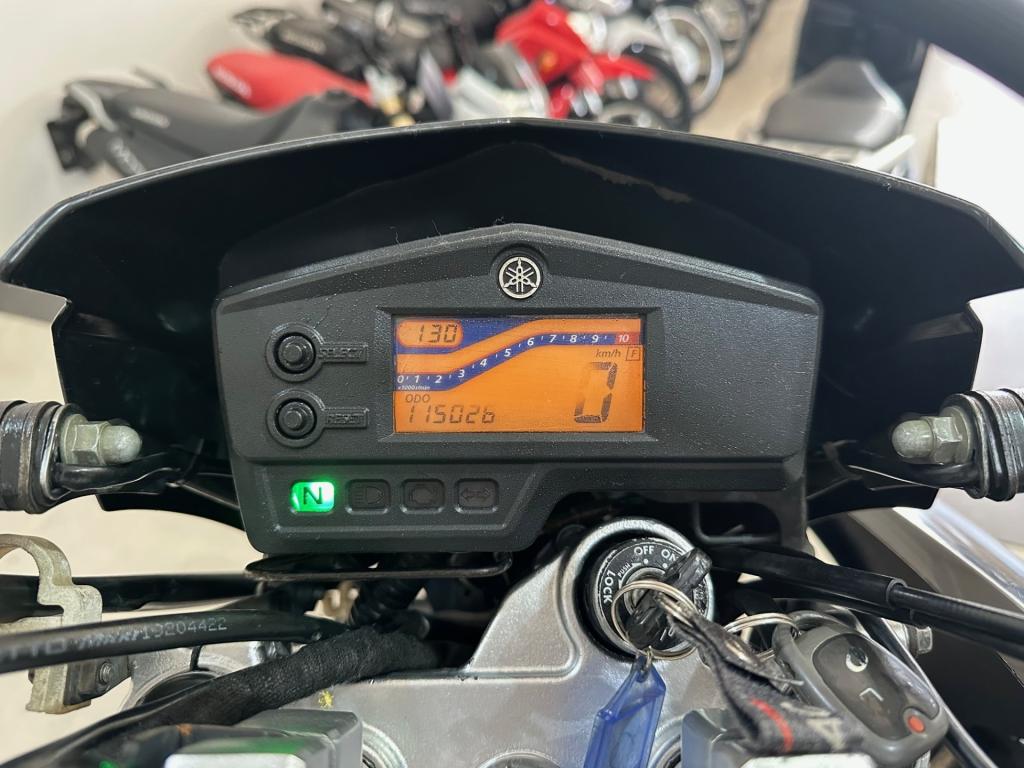 130
0 1 2 3 4 5 6 7 8 9 10
x1000r/min
km/h F
ODO
115026
0
SELECT
RESET
N
OFF
ON
PUSH
LOCK
19204422